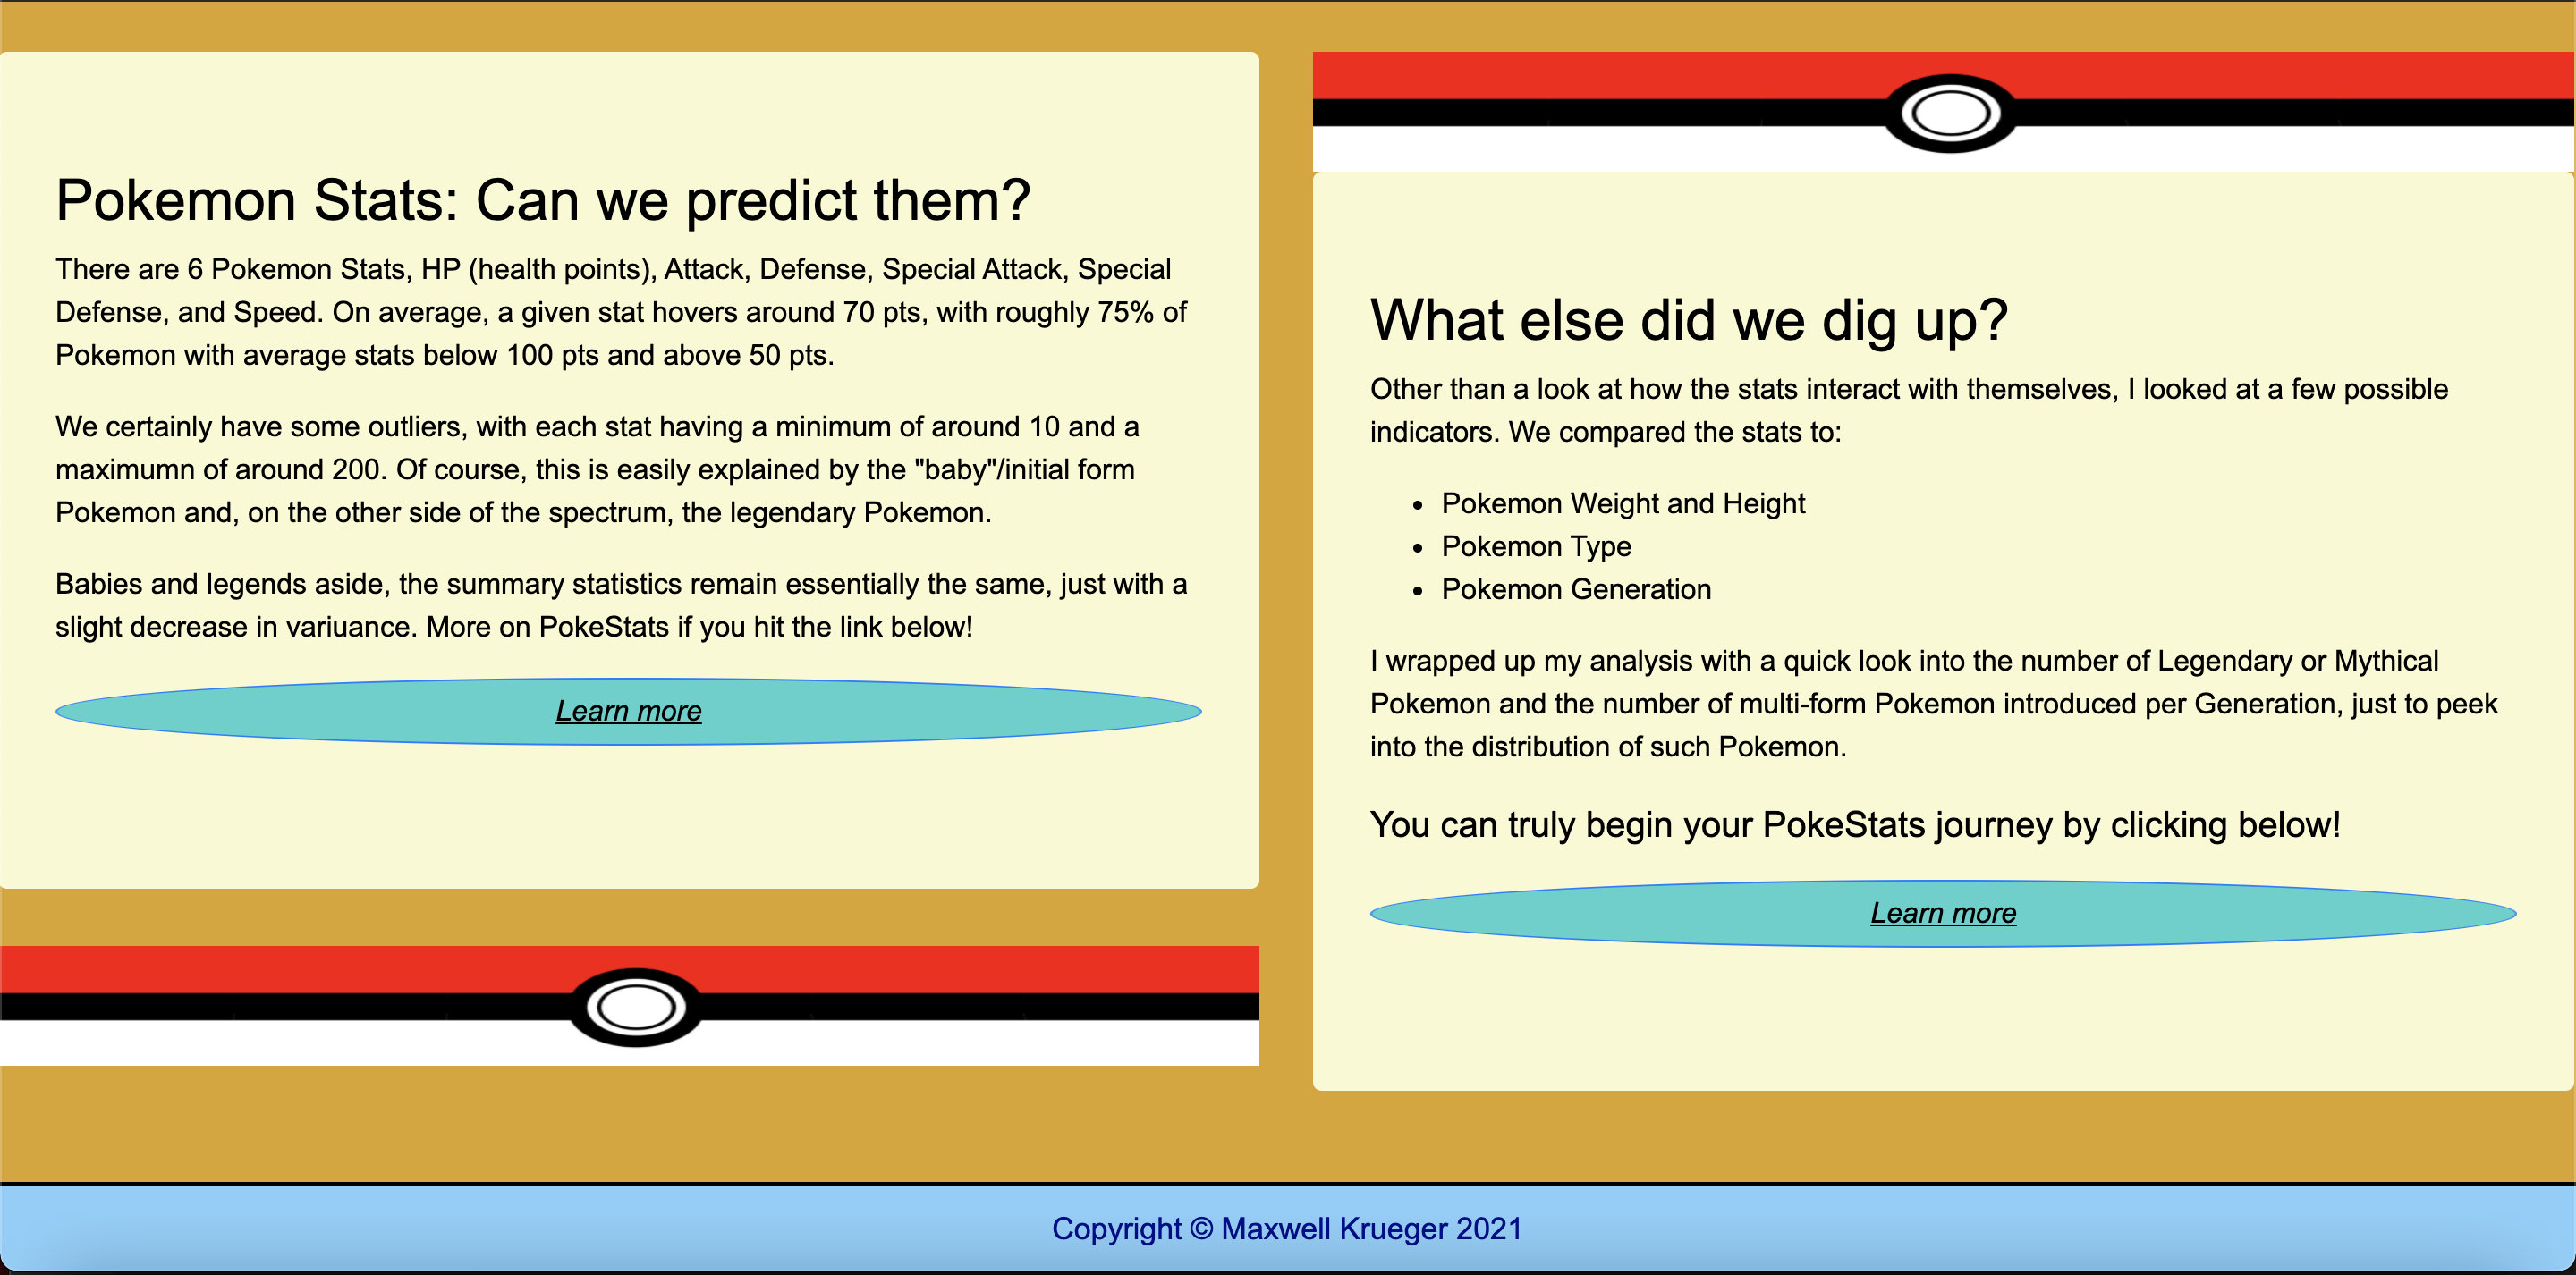 Pokemon Stats: Can we predict them?
There are 6 Pokemon Stats, HP (health points), Attack, Defense, Special Attack, Special
Defense, and Speed. On average, a given stat hovers around 70 pts, with roughly 75% of
Pokemon with average stats below 100 pts and above 50 pts.
We certainly have some outliers, with each stat having a minimum of around 10 and a
maximumn of around 200. Of course, this is easily explained by the "baby"/initial form
Pokemon and, on the other side of the spectrum, the legendary Pokemon.
Babies and legends aside, the summary statistics remain essentially the same, just with a
slight decrease in variuance. More on PokeStats if you hit the link below!
Learn more
What else did we dig up?
Other than a look at how the stats interact with themselves, I looked at a few possible
indicators. We compared the stats to:
• Pokemon Weight and Height
• Pokemon Type
• Pokemon Generation
I wrapped up my analysis with a quick look into the number of Legendary or Mythical
Pokemon and the number of multi-form Pokemon introduced per Generation, just to peek
into the distribution of such Pokemon.
You can truly begin your PokeStats journey by clicking below!
Learn more
Copyright © Maxwell Krueger 2021